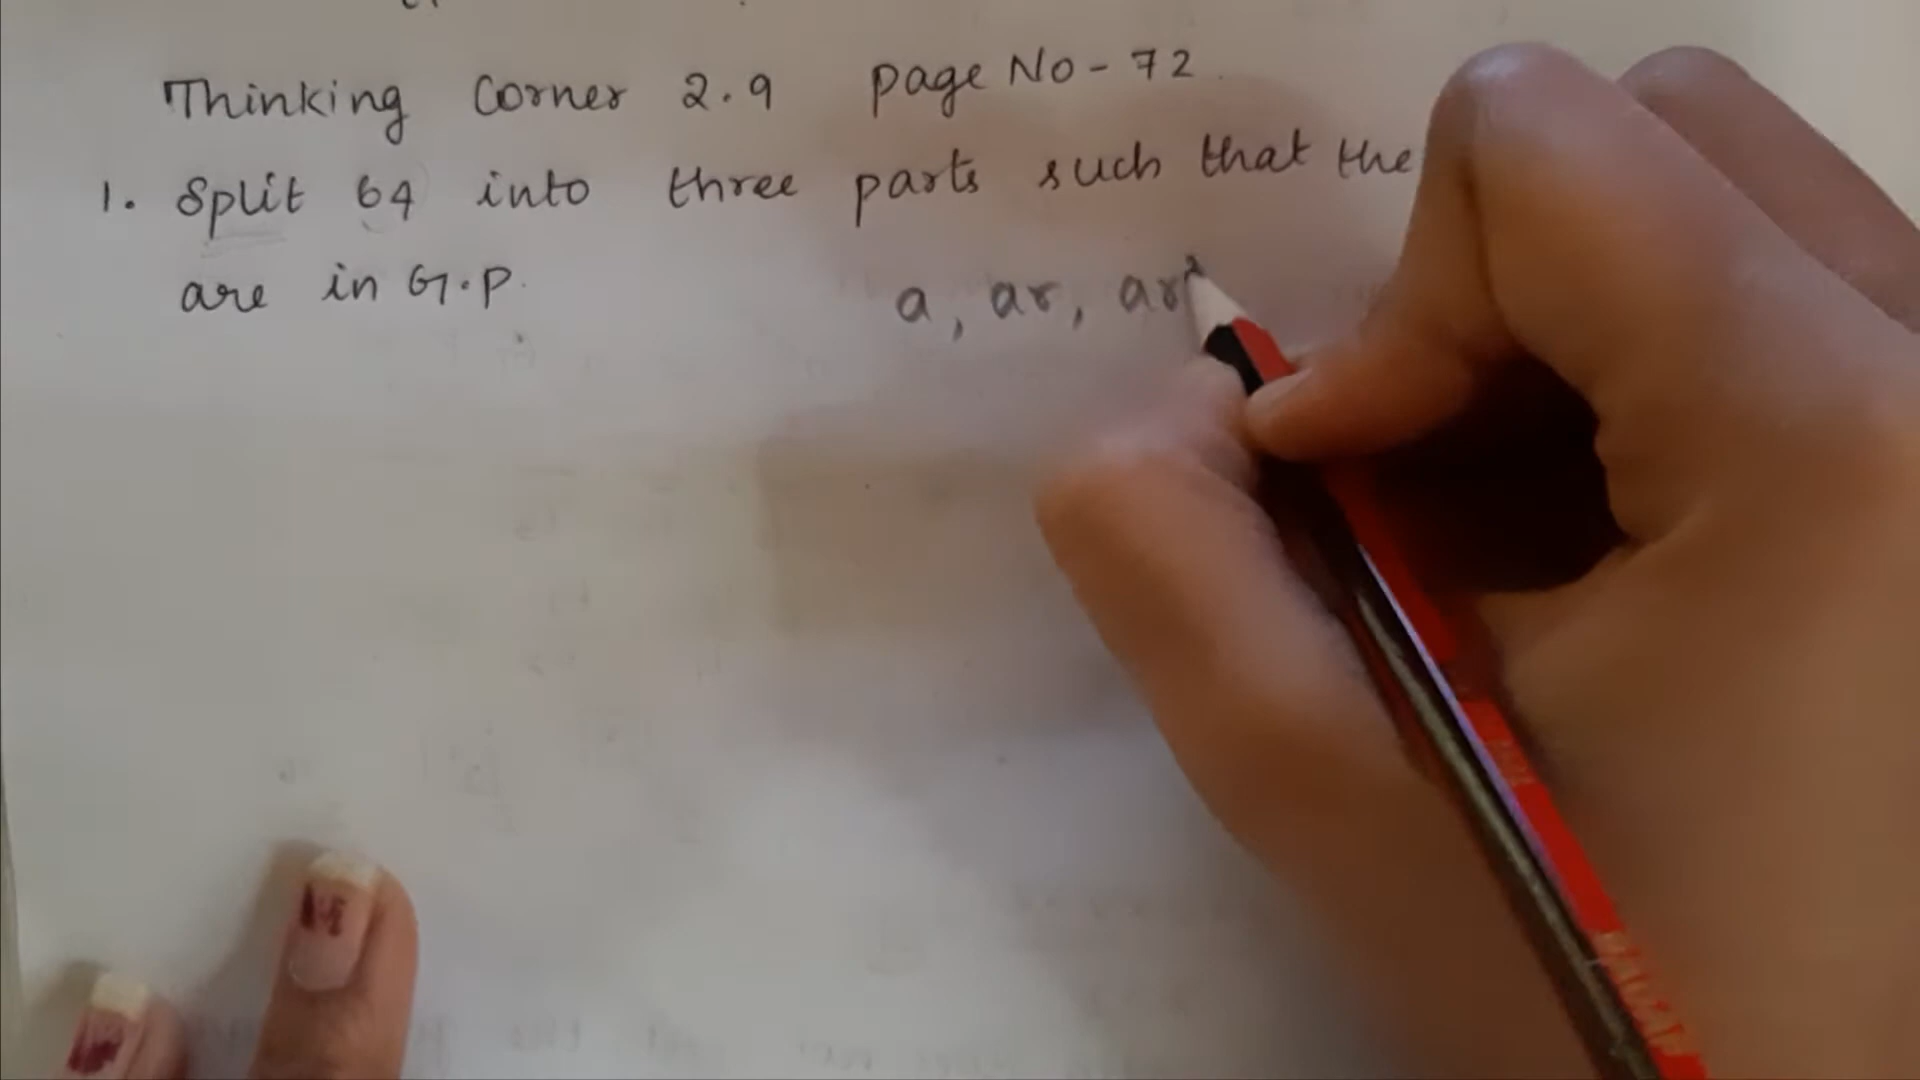 Thinking Corner 2.9 page No - 72
1. Split 64 into three parts such that the
are in G.P.
a, ar, ar²